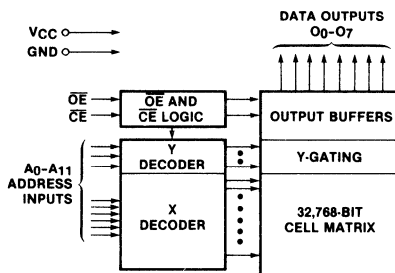 DATA OUTPUTS
O0–O7
VCC
GND
OE
CE
OE AND
CE LOGIC
OUTPUT BUFFERS
Y
DECODER
Y-GATING
A0–A11
ADDRESS
INPUTS
X
DECODER
32,768-BIT
CELL MATRIX